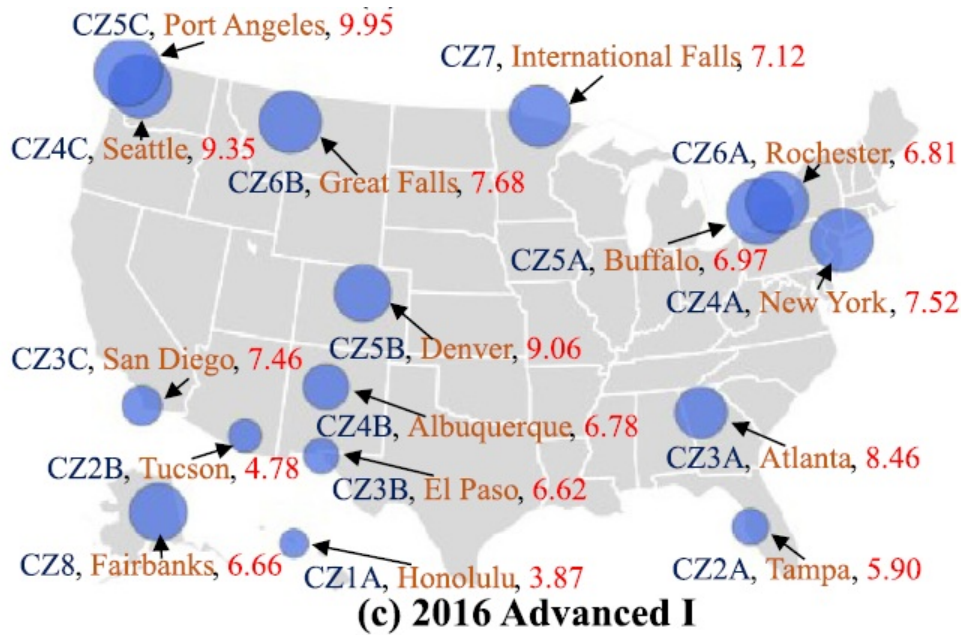 CZ5C, Port Angeles, 9.95
CZ7, International Falls, 7.12
CZ4C, Seattle, 9.35
CZ6A, Rochester, 6.81
CZ6B, Great Falls, 7.68
CZ5A, Buffalo, 6.97
CZ4A, New York, 7.52
CZ3C, San Diego, 7.46
CZ5B, Denver, 9.06
CZ4B, Albuquerque, 6.78
CZ3A, Atlanta, 8.46
CZ2B, Tucson, 4.78
CZ3B, El Paso, 6.62
CZ8, Fairbanks, 6.66
CZ1A, Honolulu, 3.87
CZ2A, Tampa, 5.90
(c) 2016 Advanced I